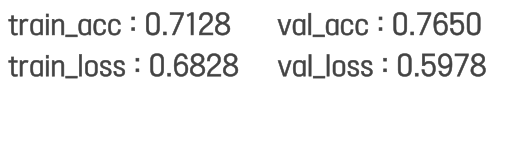 train_acc : 0.7128 val_acc : 0.7650
train_loss : 0.6828 val_loss : 0.5978